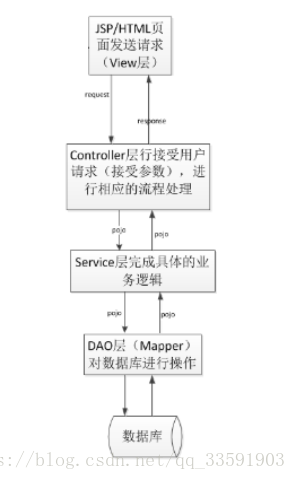 JSP/HTML页
面发送请求
（View层）
request
response
Controller层行接受用户
请求（接受参数），进
行相应的流程处理
pojo
pojo
Service层完成具体的业
务逻辑
pojo
pojo
DAO层（Mapper）
对数据库进行操作
数据库
s://blog.csdn.net/qq_33591903